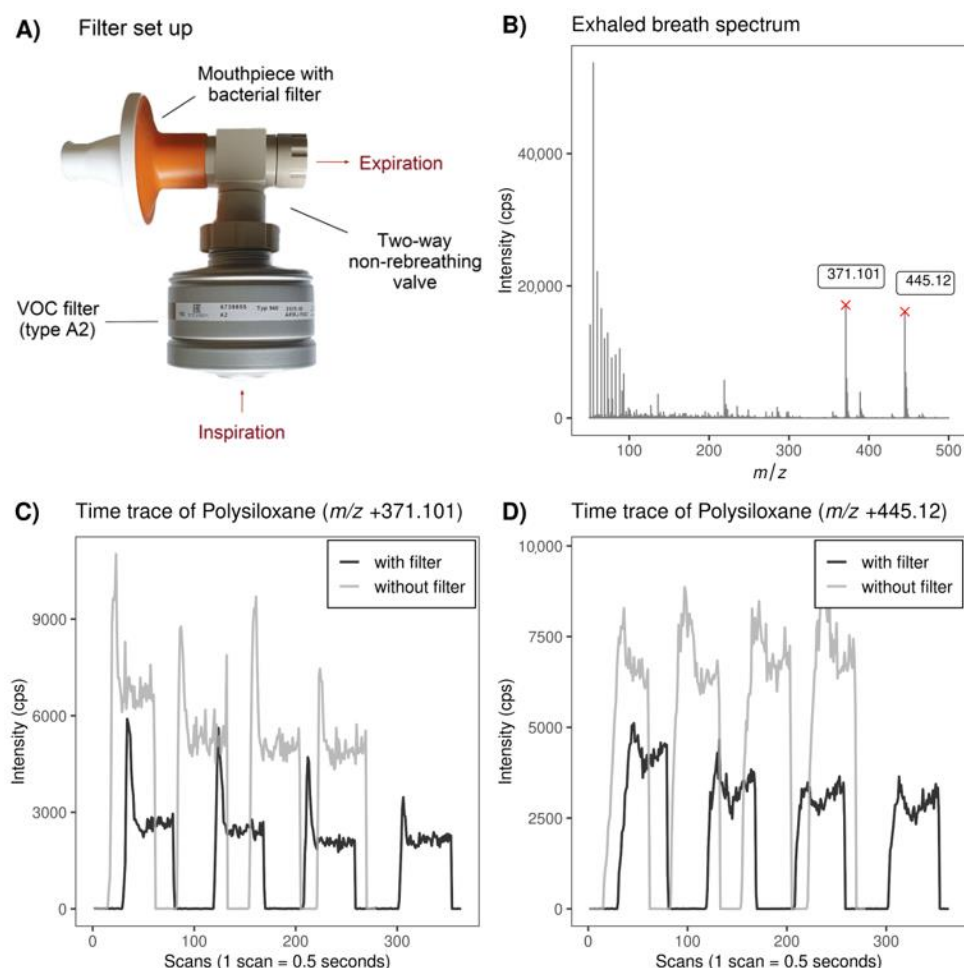 A) Filter set up
Mouthpiece with
bacterial filter
Expiration
Two-way
non-rebreathing
valve
VOC filter
(type A2)
A2
Inspiration
B) Exhaled breath spectrum
Intensity (cps)
40,000
20,000
0
371.101
445.12
100
200
300
400
500
m/z
C) Time trace of Polysiloxane (m/z +371.101)
with filter
without filter
Intensity (cps)
9000
6000
3000
0
0
100
200
300
Scans (1 scan = 0.5 seconds)
D) Time trace of Polysiloxane (m/z +445.12)
with filter
without filter
Intensity (cps)
10,000
7500
5000
2500
0
0
100
200
300
Scans (1 scan = 0.5 seconds)